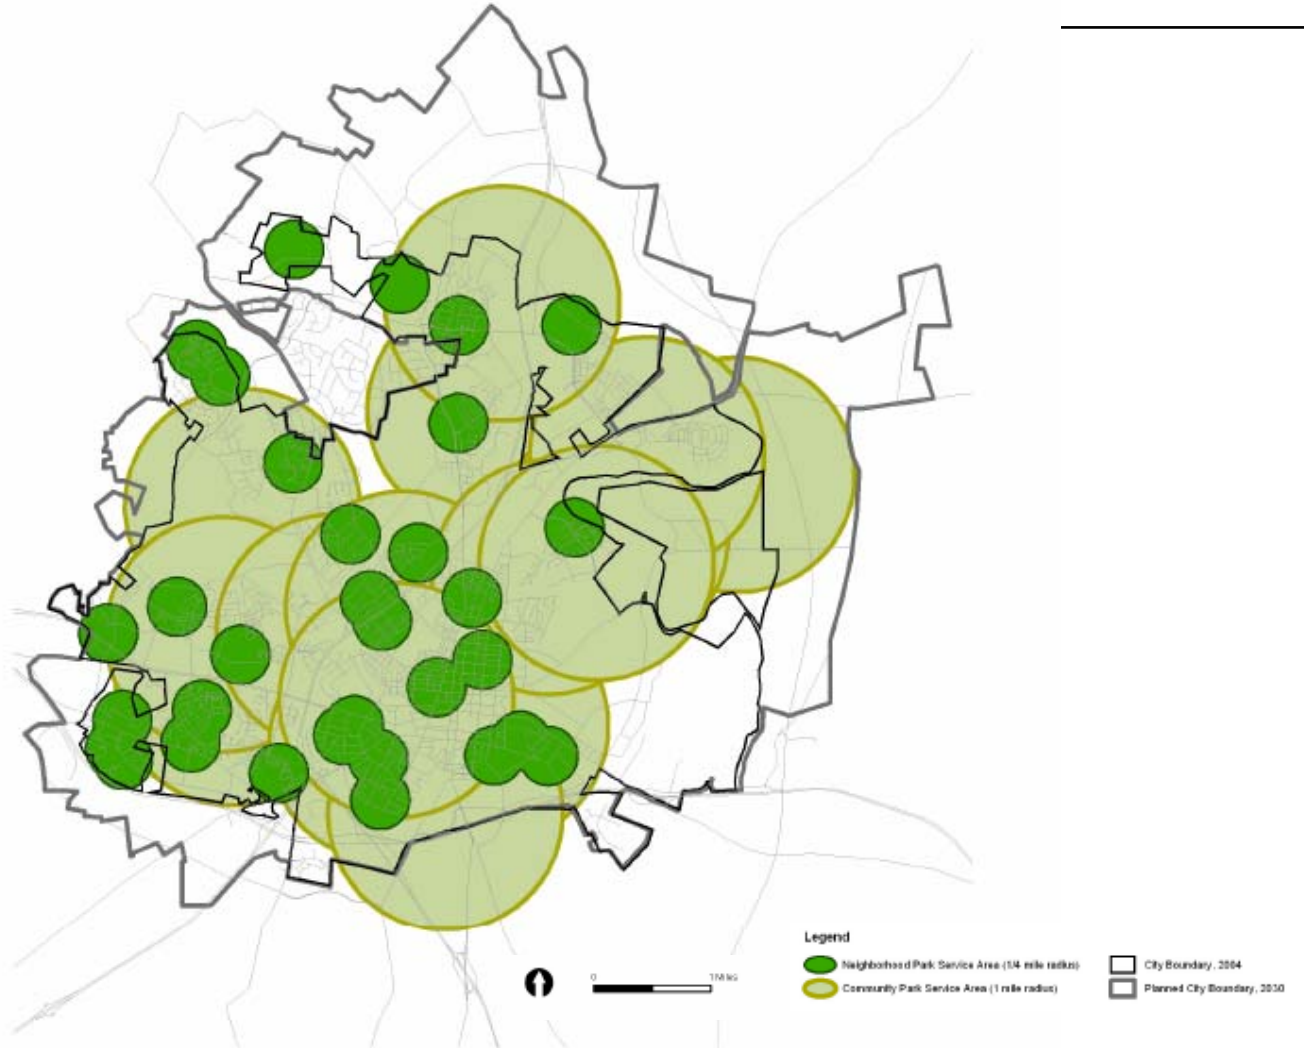 Legend
Neighborhood Park Service Area (1/4 mile radius)
Community Park Service Area (1 mile radius)
City Boundary, 2004
Planned City Boundary, 2030
0 1 Miles